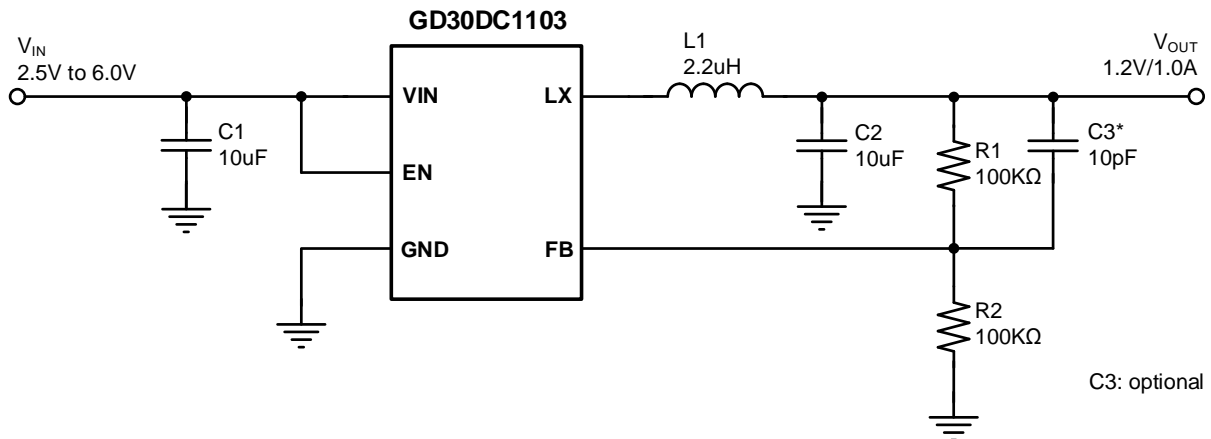 GD30DC1103
VIN
2.5V to 6.0V
L1
2.2uH
VOUT
1.2V/1.0A
VIN
LX
C1
10uF
EN
C2
10uF
R1
100KΩ
C3*
10pF
GND
FB
R2
100KΩ
C3: optional